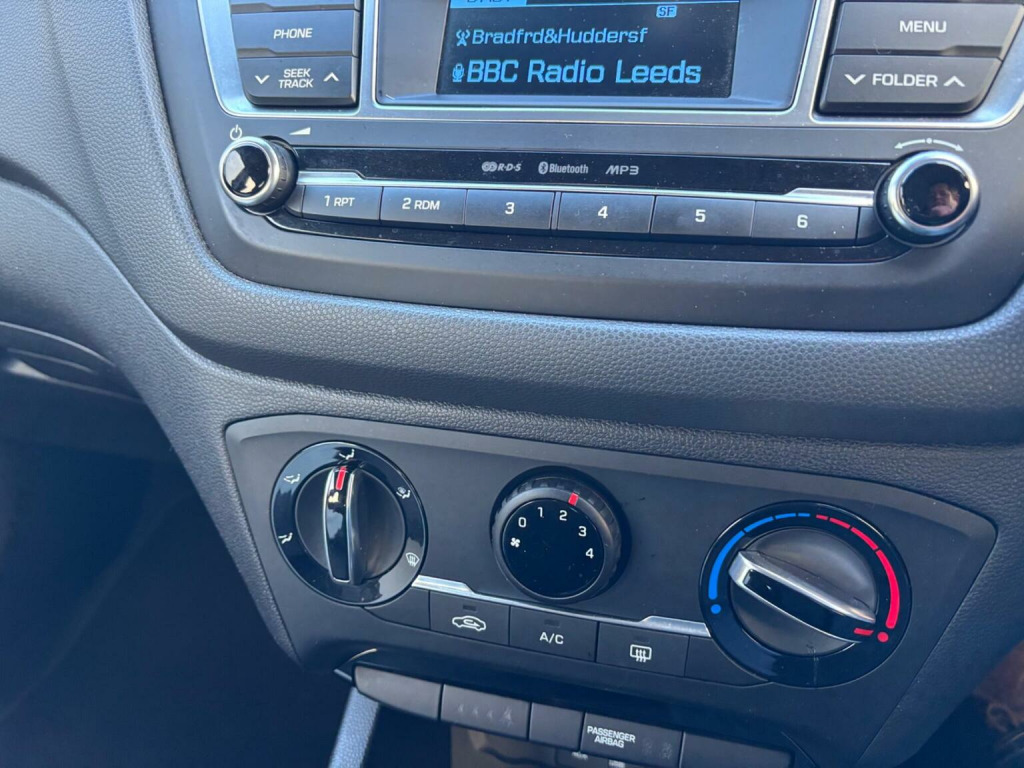 PHONE
SEEK
TRACK
SF
Bradfrd&Huddersf
BBC Radio Leeds
MENU
FOLDER
R·D·S Bluetooth MP3
1 RPT 2 RDM 3 4 5 6
0 1 2 3 4
A/C
PASSENGER
AIRBAG